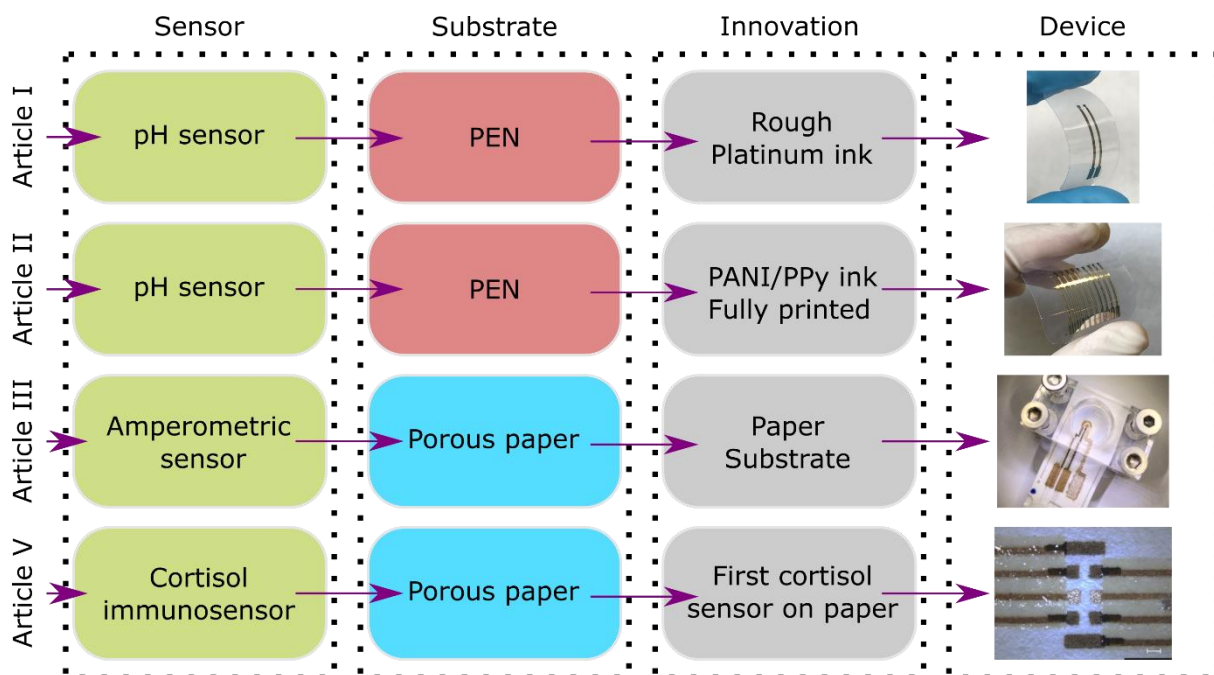 Sensor
Substrate
Innovation
Device
Article I
pH sensor
PEN
Rough
Platinum ink
Article II
pH sensor
PEN
PANI/PPy ink
Fully printed
Article III
Amperometric
sensor
Porous paper
Paper
Substrate
Article V
Cortisol
immunosensor
Porous paper
First cortisol
sensor on paper